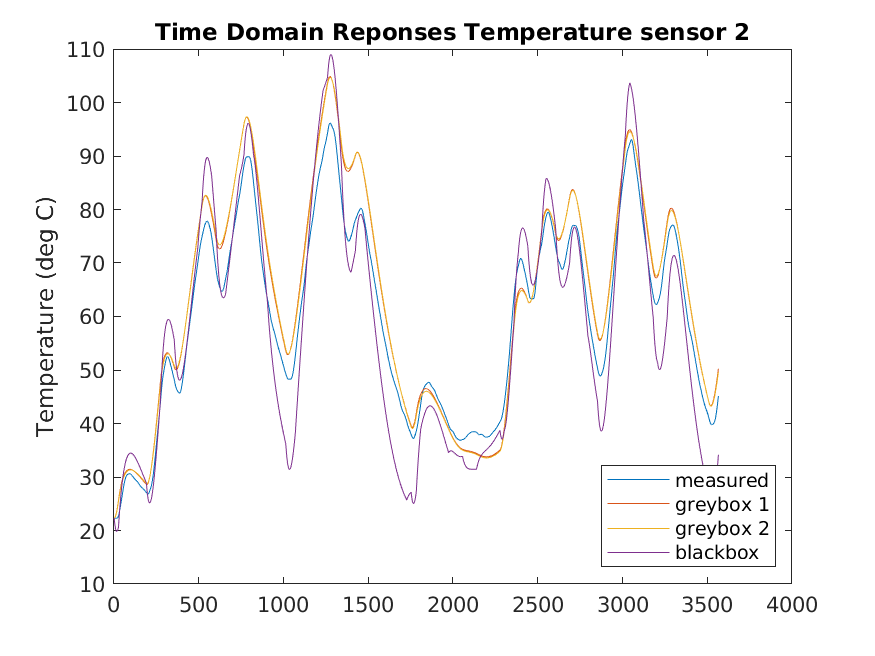 Time Domain Reponses Temperature sensor 2
Temperature (deg C)
110
100
90
80
70
60
50
40
30
20
10
0 500 1000 1500 2000 2500 3000 3500 4000
measured
greybox 1
greybox 2
blackbox